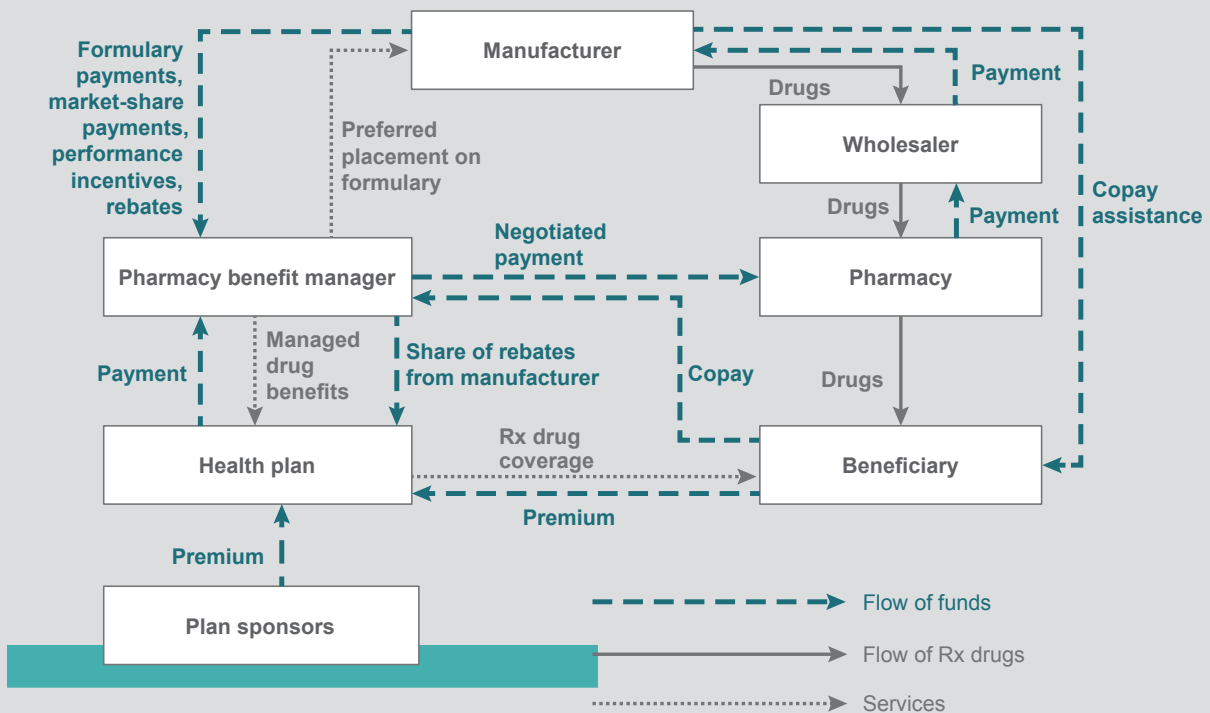 Formulary
payments,
market-share
payments,
performance
incentives,
rebates
Manufacturer
Payment
Drugs
Preferred
placement on
formulary
Wholesaler
Copay
assistance
Drugs
Payment
Negotiated
payment
Pharmacy benefit manager
Pharmacy
Managed
drug
benefits
Payment
Share of rebates
from manufacturer
Copay
Drugs
Health plan
Rx drug
coverage
Beneficiary
Premium
Premium
Plan sponsors
Flow of funds
Flow of Rx drugs
Services